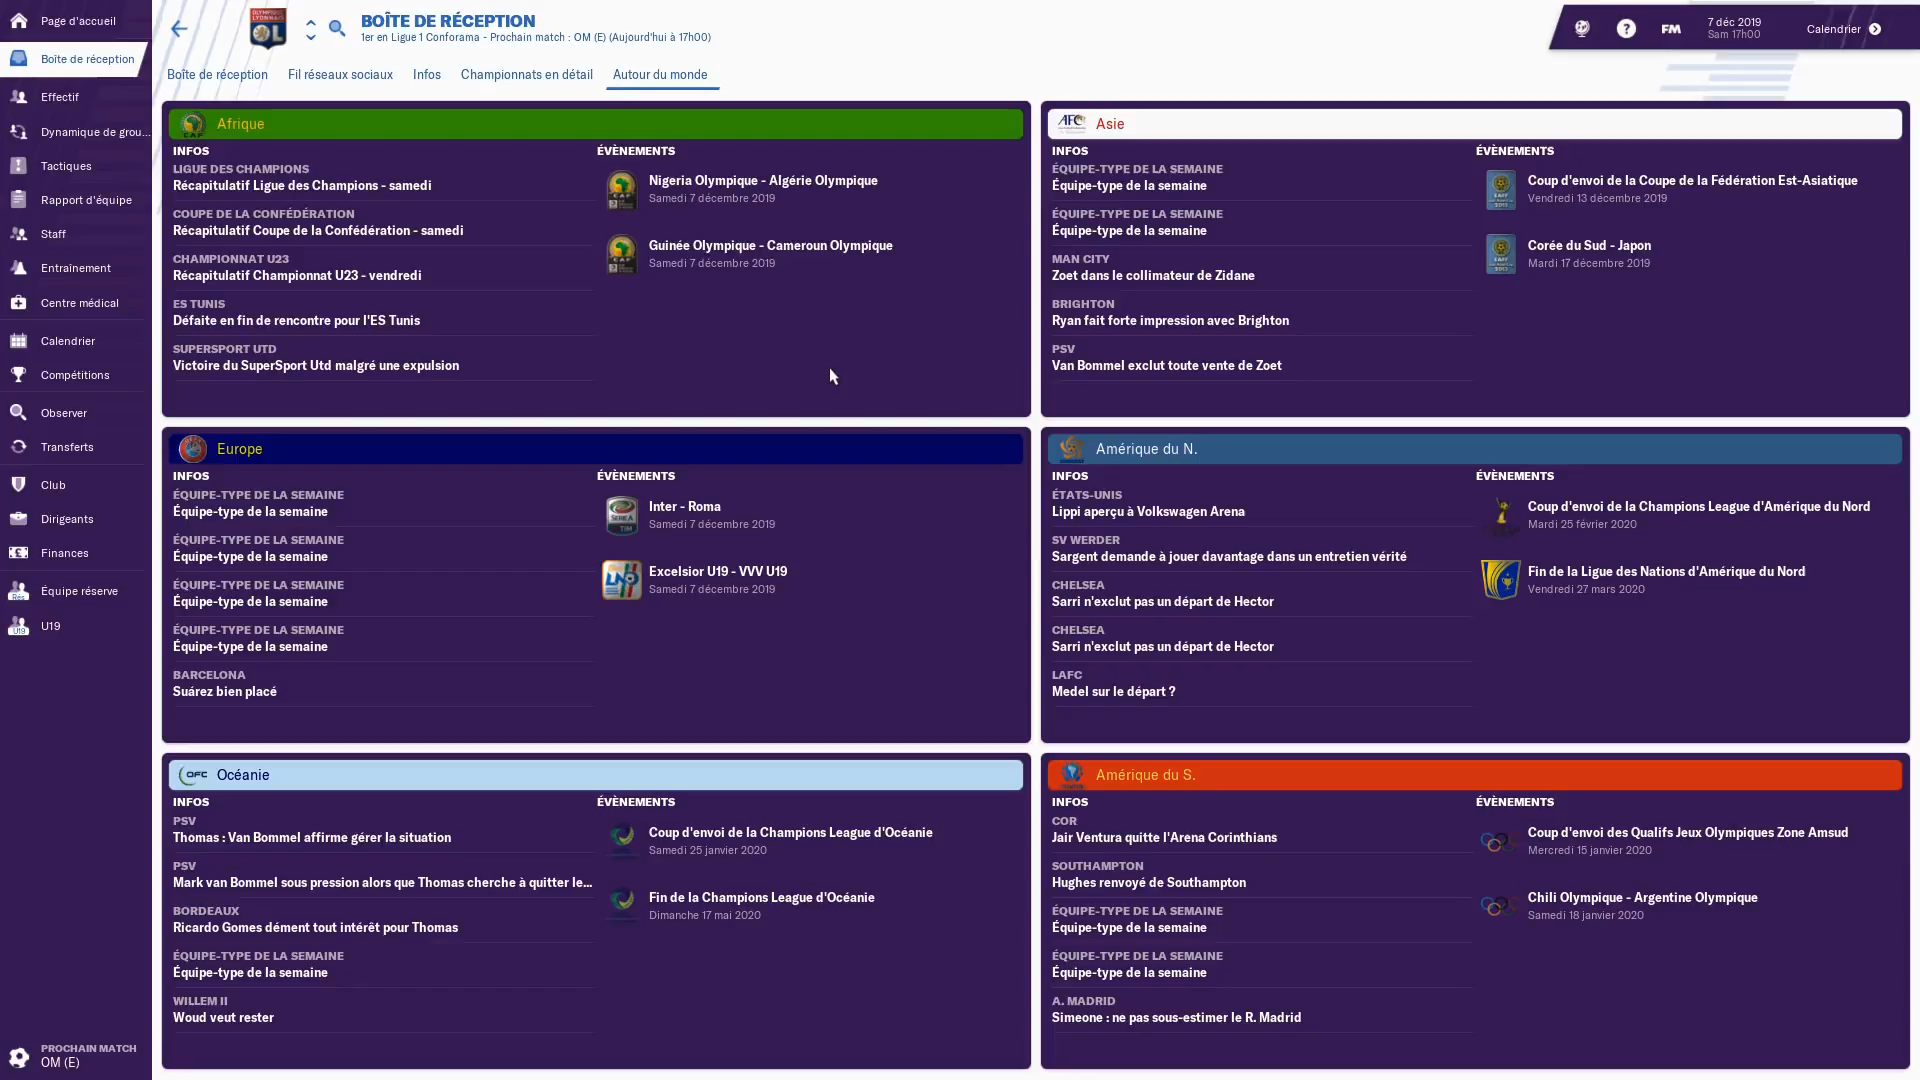 Page d'accueil
Boîte de réception
Effectif
Dynamique de grou...
Tactiques
Rapport d'équipe
Staff
Entraînement
Centre médical
Calendrier
Compétitions
Observer
Transferts
Club
Dirigeants
Finances
Équipe réserve
U19
PROCHAIN MATCH
OM (E)
BOÎTE DE RÉCEPTION
1er en Ligue 1 Conforama - Prochain match : OM (E) (Aujourd'hui à 17h00)
FM
7 déc 2019
Sam 17h00
Calendrier
Boîte de réception Fil réseaux sociaux Infos Championnats en détail Autour du monde
Afrique
INFOS
LIGUE DES CHAMPIONS
Récapitulatif Ligue des Champions - samedi
COUPE DE LA CONFÉDÉRATION
Récapitulatif Coupe de la Confédération - samedi
CHAMPIONNAT U23
Récapitulatif Championnat U23 - vendredi
ES TUNIS
Défaite en fin de rencontre pour l'ES Tunis
SUPERSPORT UTD
Victoire du SuperSport Utd malgré une expulsion
ÉVÈNEMENTS
Nigeria Olympique - Algérie Olympique
Samedi 7 décembre 2019
Guinée Olympique - Cameroun Olympique
Samedi 7 décembre 2019
AFC
Asie
INFOS
ÉQUIPE-TYPE DE LA SEMAINE
Équipe-type de la semaine
ÉQUIPE-TYPE DE LA SEMAINE
Équipe-type de la semaine
MAN CITY
Zoet dans le collimateur de Zidane
BRIGHTON
Ryan fait forte impression avec Brighton
PSV
Van Bommel exclut toute vente de Zoet
ÉVÈNEMENTS
Coup d'envoi de la Coupe de la Fédération Est-Asiatique
Vendredi 13 décembre 2019
Corée du Sud - Japon
Mardi 17 décembre 2019
Europe
INFOS
ÉQUIPE-TYPE DE LA SEMAINE
Équipe-type de la semaine
ÉQUIPE-TYPE DE LA SEMAINE
Équipe-type de la semaine
ÉQUIPE-TYPE DE LA SEMAINE
Équipe-type de la semaine
ÉQUIPE-TYPE DE LA SEMAINE
Équipe-type de la semaine
BARCELONA
Suárez bien placé
ÉVÈNEMENTS
Inter - Roma
Samedi 7 décembre 2019
Excelsior U19 - VVV U19
Samedi 7 décembre 2019
Amérique du N.
INFOS
ÉTATS-UNIS
Lippi aperçu à Volkswagen Arena
SV WERDER
Sargent demande à jouer davantage dans un entretien vérité
CHELSEA
Sarri n'exclut pas un départ de Hector
CHELSEA
Sarri n'exclut pas un départ de Hector
LAFC
Medel sur le départ ?
ÉVÈNEMENTS
Coup d'envoi de la Champions League d'Amérique du Nord
Mardi 25 février 2020
Fin de la Ligue des Nations d'Amérique du Nord
Vendredi 27 mars 2020
OFC
Océanie
INFOS
PSV
Thomas : Van Bommel affirme gérer la situation
PSV
Mark van Bommel sous pression alors que Thomas cherche à quitter le...
BORDEAUX
Ricardo Gomes dément tout intérêt pour Thomas
ÉQUIPE-TYPE DE LA SEMAINE
Équipe-type de la semaine
WILLEM II
Woud veut rester
ÉVÈNEMENTS
Coup d'envoi de la Champions League d'Océanie
Samedi 25 janvier 2020
Fin de la Champions League d'Océanie
Dimanche 17 mai 2020
Amérique du S.
INFOS
COR
Jair Ventura quitte l'Arena Corinthians
SOUTHAMPTON
Hughes renvoyé de Southampton
ÉQUIPE-TYPE DE LA SEMAINE
Équipe-type de la semaine
ÉQUIPE-TYPE DE LA SEMAINE
Équipe-type de la semaine
A. MADRID
Simeone : ne pas sous-estimer le R. Madrid
ÉVÈNEMENTS
Coup d'envoi des Qualifs Jeux Olympiques Zone Amsud
Mercredi 15 janvier 2020
Chili Olympique - Argentine Olympique
Samedi 18 janvier 2020